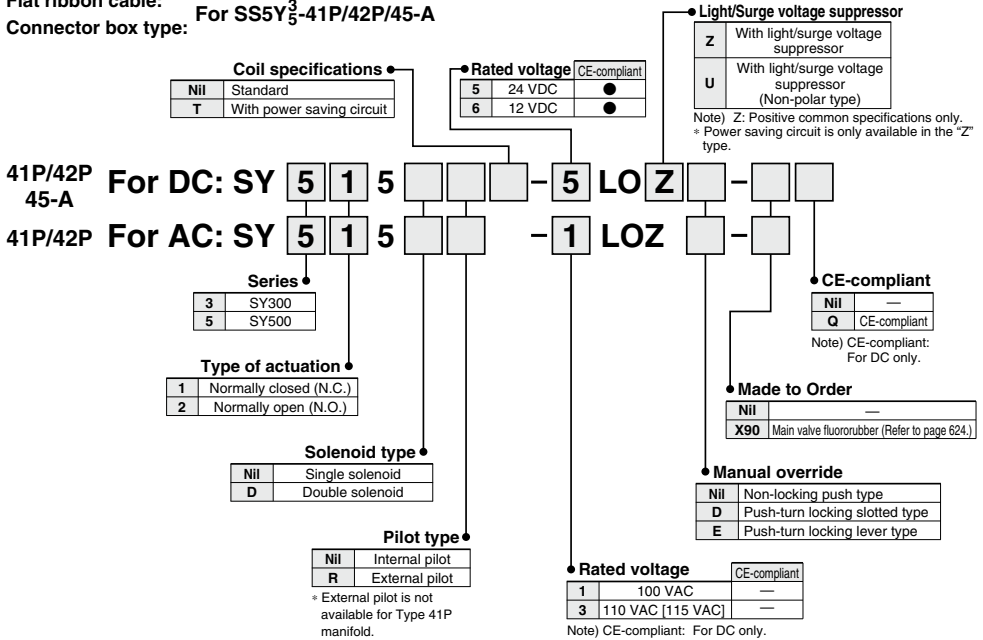 Flat ribbon cable:
Connector box type:
For SS5Y3/5-41P/42P/45-A
Light/Surge voltage suppressor
Z With light/surge voltage suppressor
U With light/surge voltage suppressor (Non-polar type)
Note) Z: Positive common specifications only.
∗ Power saving circuit is only available in the “Z” type.
Coil specifications
Nil Standard
T With power saving circuit
Rated voltage CE-compliant
5 24 VDC ●
6 12 VDC ●
41P/42P
45-A
For DC: SY 5 1 5 – 5 LO Z –
41P/42P For AC: SY 5 1 5 – 1 LOZ –
Series
3 SY300
5 SY500
CE-compliant
Nil —
Q CE-compliant
Note) CE-compliant:
For DC only.
Type of actuation
1 Normally closed (N.C.)
2 Normally open (N.O.)
Made to Order
Nil —
X90 Main valve fluororubber (Refer to page 624.)
Solenoid type
Nil Single solenoid
D Double solenoid
Manual override
Nil Non-locking push type
D Push-turn locking slotted type
E Push-turn locking lever type
Pilot type
Nil Internal pilot
R External pilot
∗ External pilot is not
available for Type 41P
manifold.
Rated voltage CE-compliant
1 100 VAC —
3 110 VAC [115 VAC] —
Note) CE-compliant: For DC only.